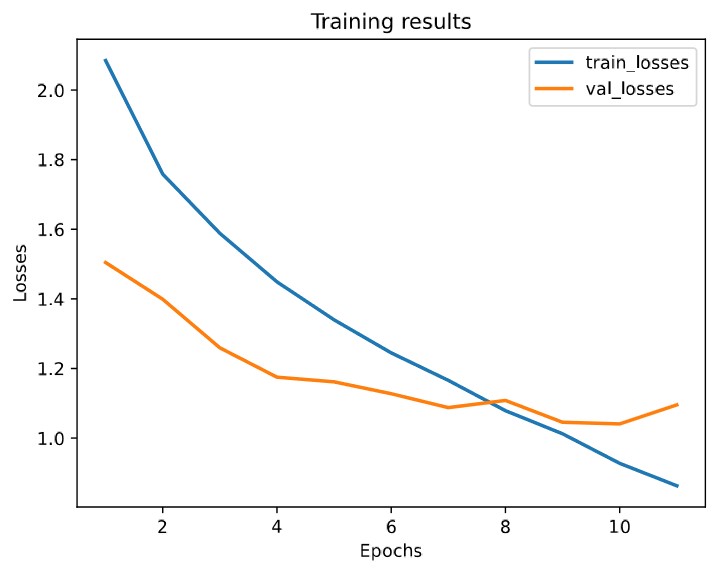 Training results
train_losses
val_losses
2.0
1.8
1.6
1.4
1.2
1.0
Losses
2 4 6 8 10
Epochs